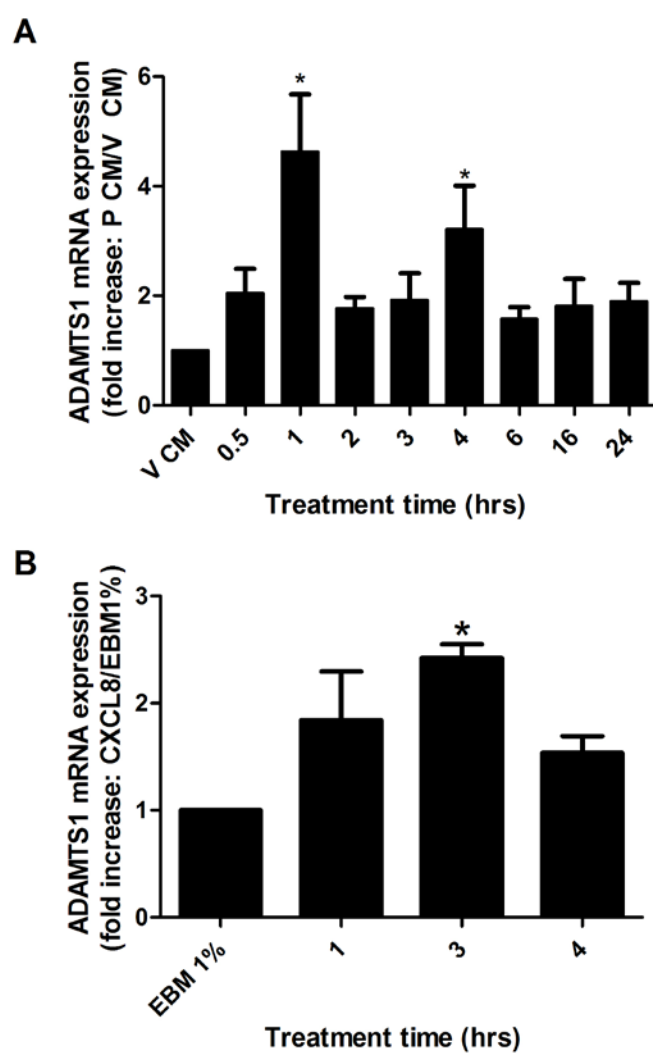 A
ADAMTS1 mRNA expression
(fold increase: P CM/V CM)
6
4
2
0
*
*
V CM
0.5
1
2
3
4
6
16
24
Treatment time (hrs)
B
ADAMTS1 mRNA expression
(fold increase: CXCL8/EBM1%)
3
2
1
0
*
EBM 1%
1
3
4
Treatment time (hrs)